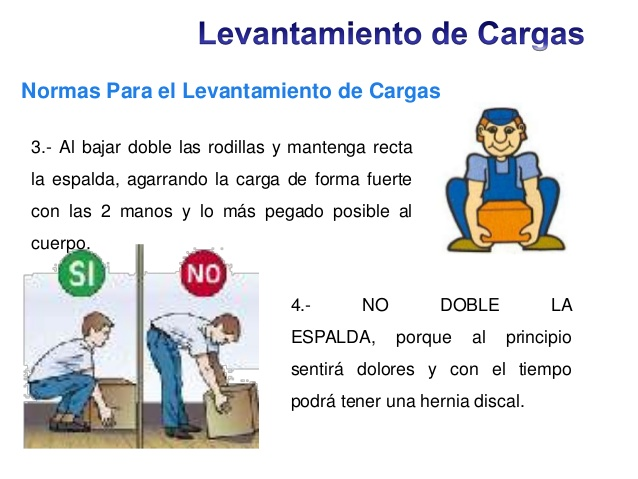 Levantamiento de Cargas
Normas Para el Levantamiento de Cargas
3.- Al bajar doble las rodillas y mantenga recta
la espalda, agarrando la carga de forma fuerte
con las 2 manos y lo más pegado posible al
cuerpo.
SI
NO
4.- NO DOBLE LA
ESPALDA, porque al principio
sentirá dolores y con el tiempo
podrá tener una hernia discal.